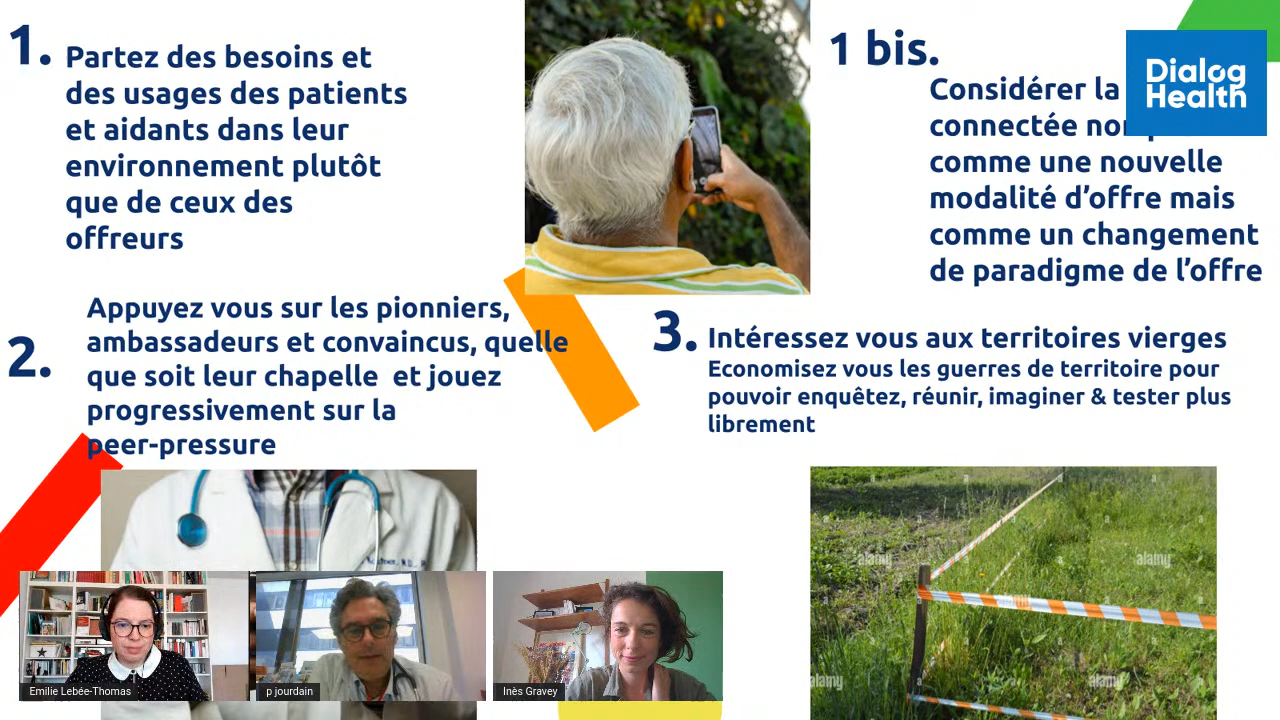 1.
Partez des besoins et
des usages des patients
et aidants dans leur
environnement plutôt
que de ceux des
offreurs
1 bis.
Considérer la
connectée
comme une nouvelle
modalité d’offre mais
comme un changement
de paradigme de l’offre
Dialog
Health
2.
Appuyez vous sur les pionniers,
ambassadeurs et convaincus, quelle
que soit leur chapelle et jouez
progressivement sur la
peer-pressure
3.
Intéressez vous aux territoires vierges
Economisez vous les guerres de territoire pour
pouvoir enquêtez, réunir, imaginer & tester plus
librement
alamy
alamy
alamy
alamy
Emilie Lebée-Thomas
p jourdain
Inès Gravey